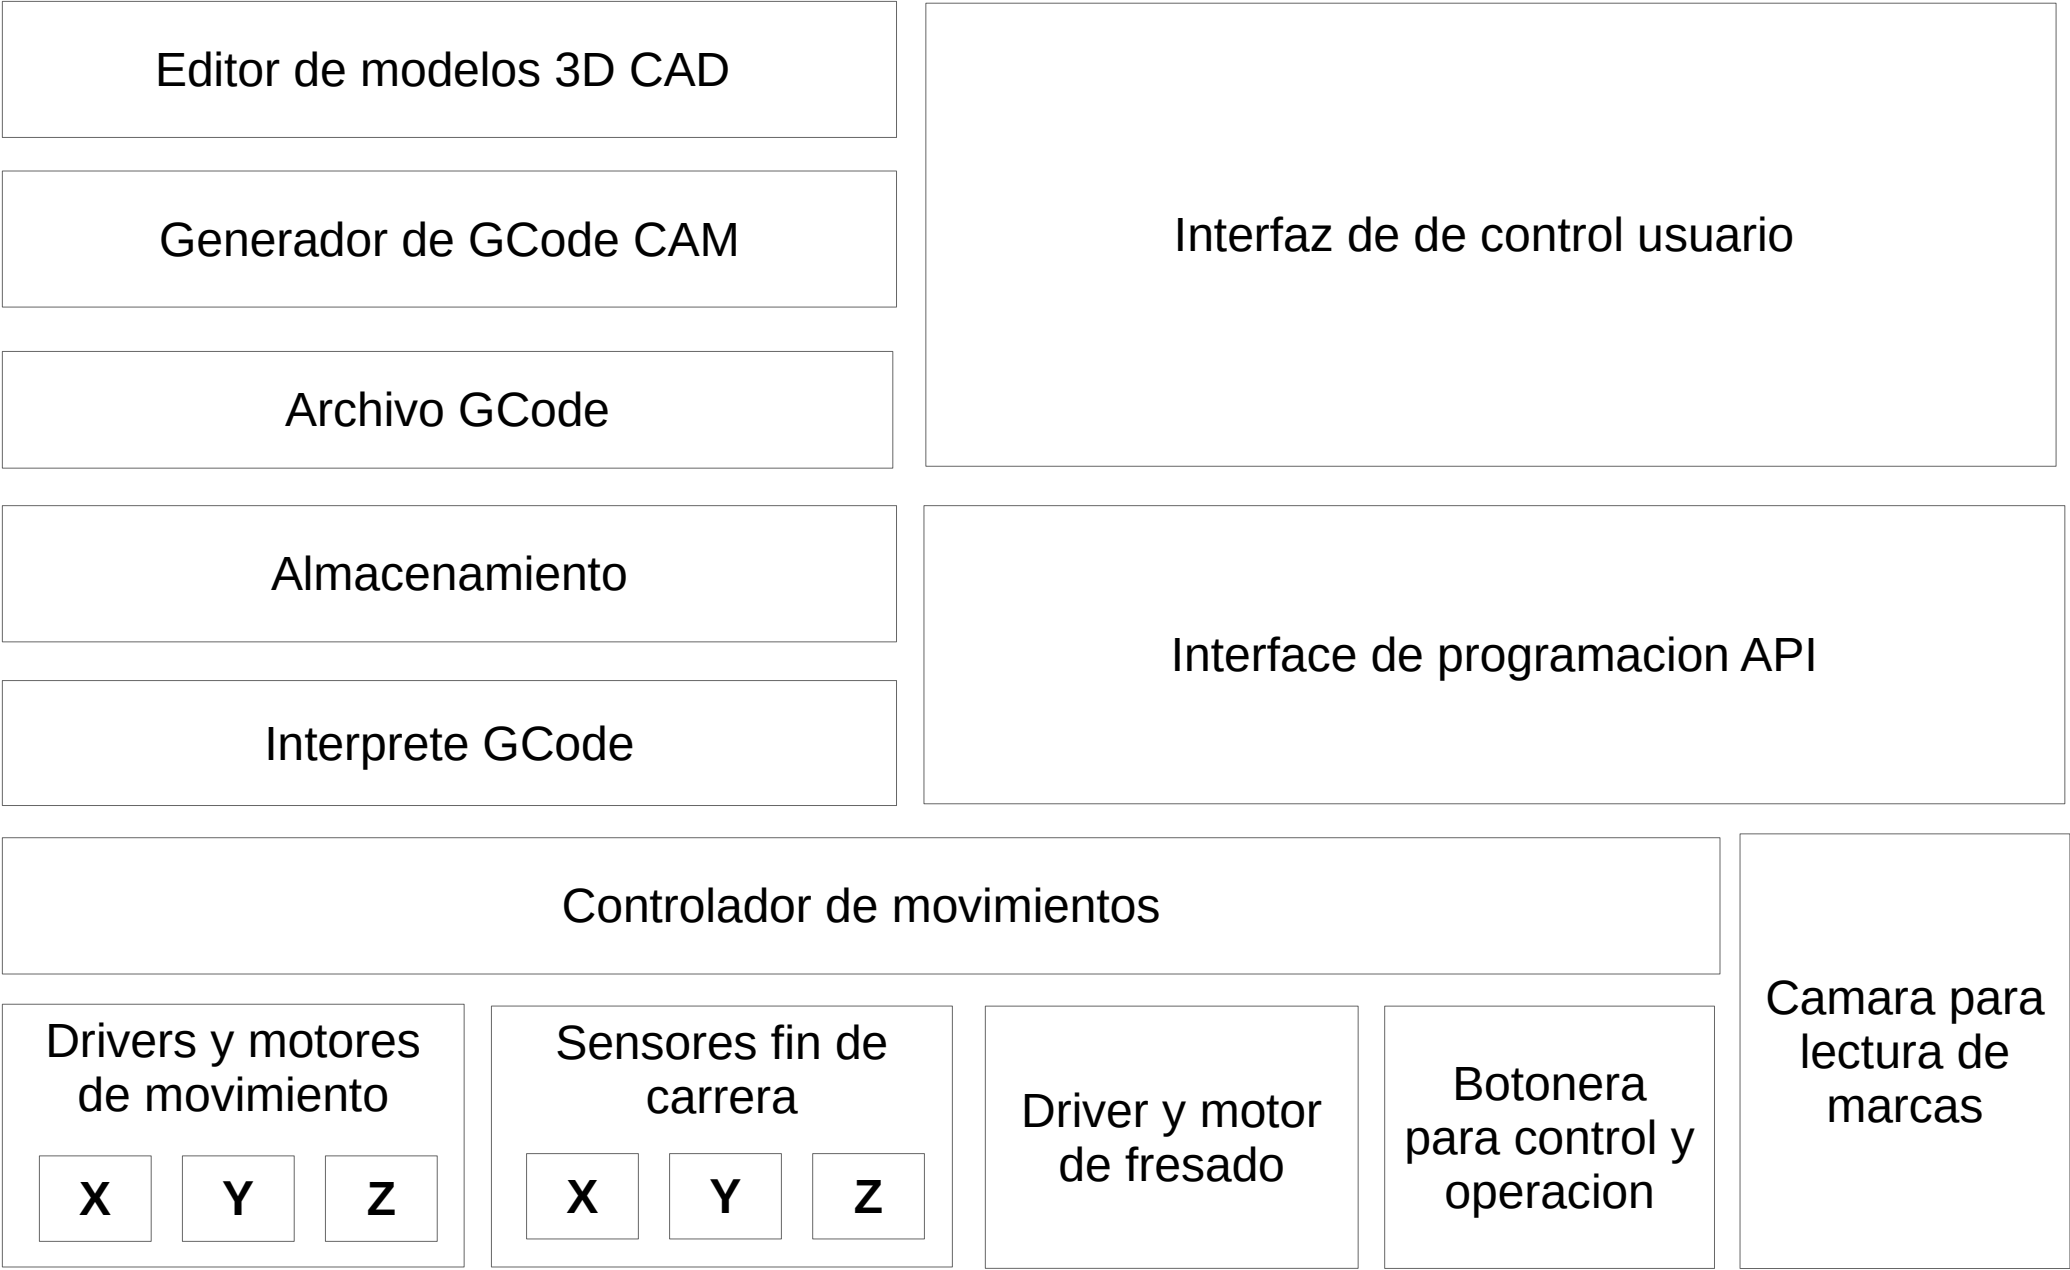 Editor de modelos 3D CAD
Generador de GCode CAM
Archivo GCode
Interfaz de de control usuario
Almacenamiento
Interprete GCode
Interface de programacion API
Controlador de movimientos
Drivers y motores
de movimiento
X Y Z
Sensores fin de
carrera
X Y Z
Driver y motor
de fresado
Botonera
para control y
operacion
Camara para
lectura de
marcas